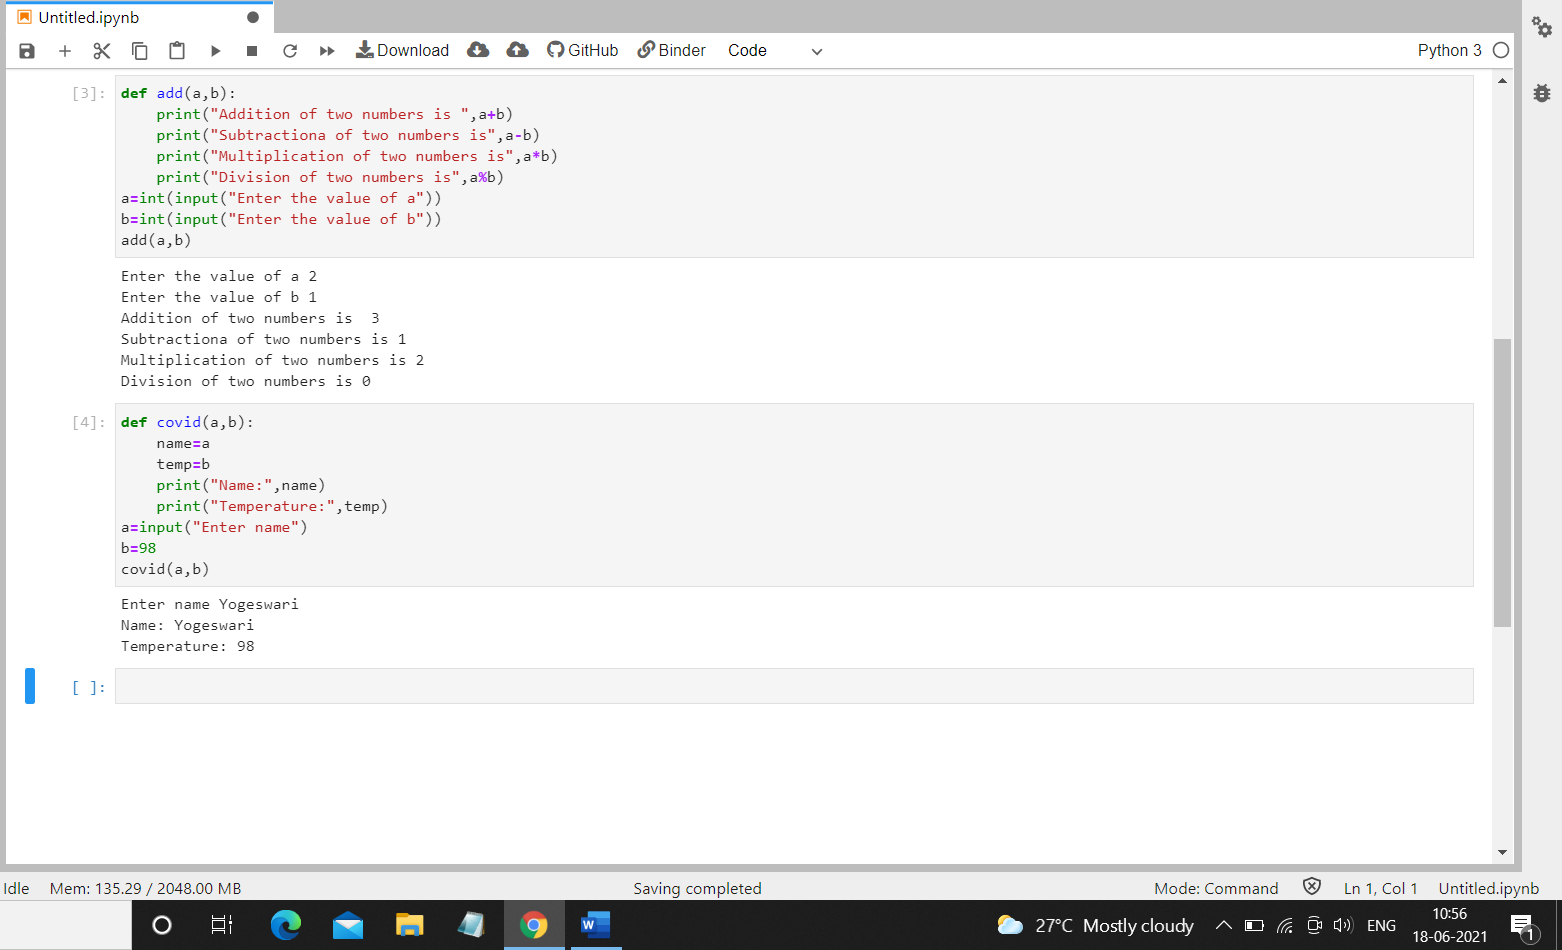 Untitled.ipynb
Download GitHub Binder Code Python 3
[3]: def add(a,b):
print("Addition of two numbers is ",a+b)
print("Subtractiona of two numbers is",a-b)
print("Multiplication of two numbers is",a*b)
print("Division of two numbers is",a%b)
a=int(input("Enter the value of a"))
b=int(input("Enter the value of b"))
add(a,b)
Enter the value of a 2
Enter the value of b 1
Addition of two numbers is  3
Subtractiona of two numbers is 1
Multiplication of two numbers is 2
Division of two numbers is 0
[4]: def covid(a,b):
name=a
temp=b
print("Name:",name)
print("Temperature:",temp)
a=input("Enter name")
b=98
covid(a,b)
Enter name Yogeswari
Name: Yogeswari
Temperature: 98
[ ]:
Idle Mem: 135.29 / 2048.00 MB Saving completed Mode: Command Ln 1, Col 1 Untitled.ipynb
W 27°C Mostly cloudy ENG 10:56
18-06-2021 1